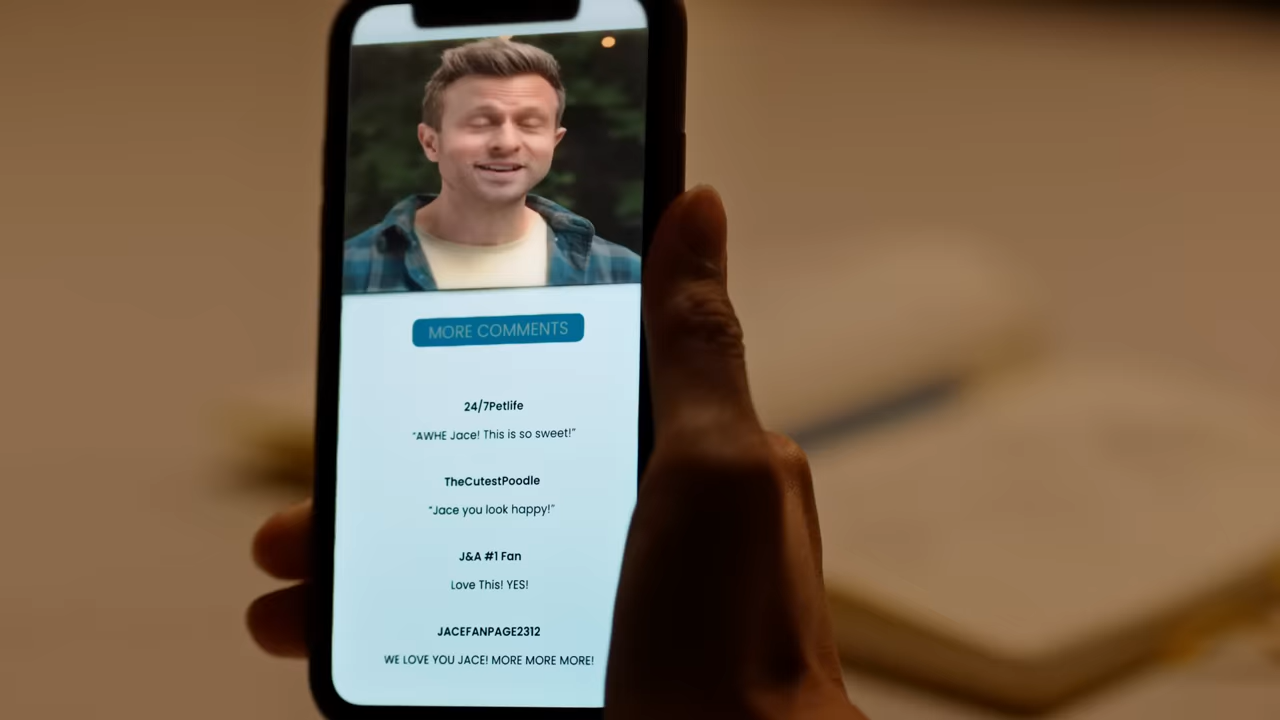 MORE COMMENTS
24/7Petlife
“AWHE Jace! This is so sweet!”
TheCutestPoodle
“Jace you look happy!”
J&A #1 Fan
Love This! YES!
JACEFANPAGE2312
WE LOVE YOU JACE! MORE MORE MORE!